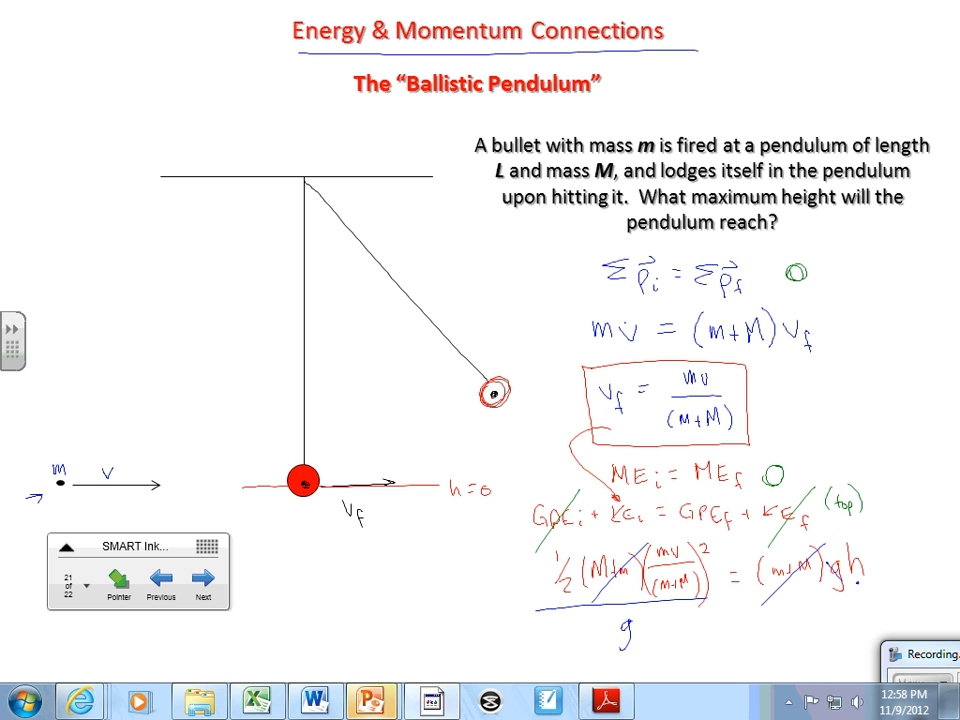 Energy & Momentum Connections
The “Ballistic Pendulum”
A bullet with mass m is fired at a pendulum of length
L and mass M, and lodges itself in the pendulum
upon hitting it. What maximum height will the
pendulum reach?
Σp⃗i = Σp⃗f
mv = (m+M)vf
vf = mv/(m+M)
m
v
h=0
vf
MEi = MEf
GPEi + KEi = GPEf + KEf (top)
1/2 (M+m)(mv/(m+M))² = (m+M)gh
g
SMART Ink...
21
of
22
Pointer
Previous
Next
Recording.
12:58 PM
11/9/2012